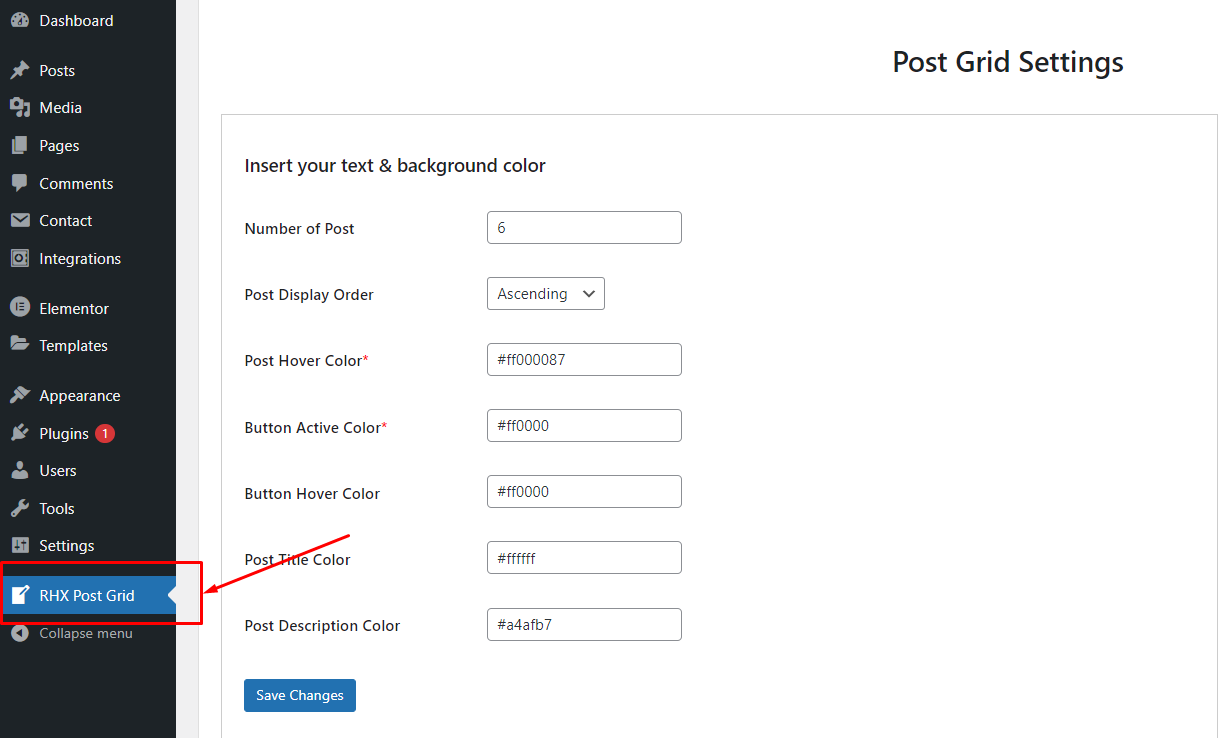 Dashboard
Posts
Media
Pages
Comments
Contact
Integrations
Elementor
Templates
Appearance
Plugins 1
Users
Tools
Settings
RHX Post Grid
Collapse menu
Post Grid Settings
Insert your text & background color
Number of Post 6
Post Display Order Ascending
Post Hover Color* #ff000087
Button Active Color* #ff0000
Button Hover Color #ff0000
Post Title Color #ffffff
Post Description Color #a4afb7
Save Changes